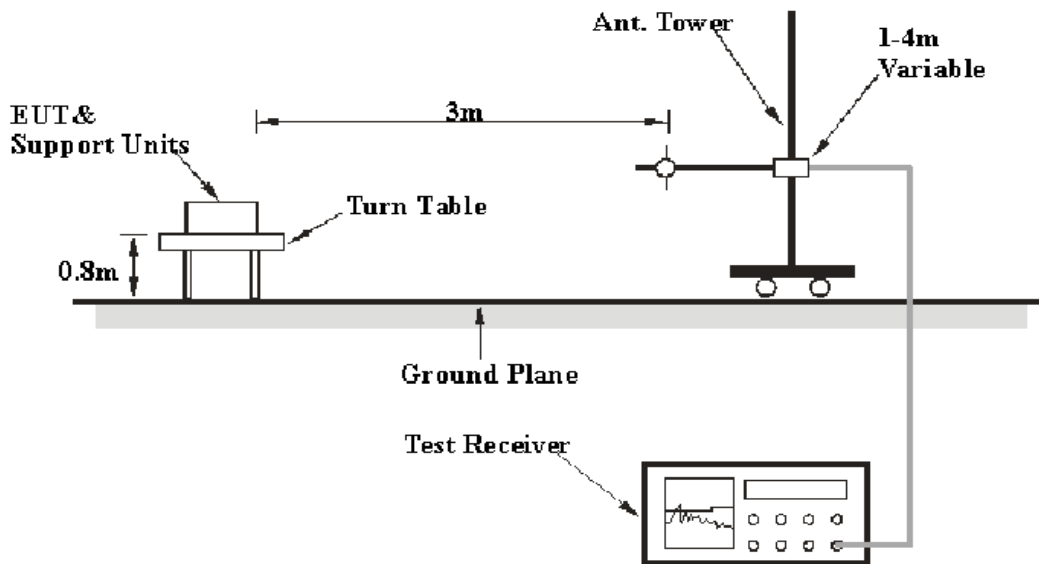 Ant. Tower
1-4m
Variable
3m
EUT&
Support Units
Turn Table
0.8m
Ground Plane
Test Receiver